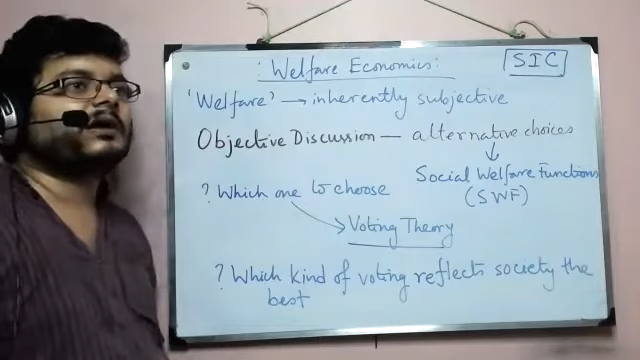 : Welfare Economics:
SIC
'Welfare' → inherently subjective
Objective Discussion — alternative choices
↓
Social Welfare Functions
(SWF)
? Which one to choose
→ Voting Theory
? Which kind of voting reflects society the
best